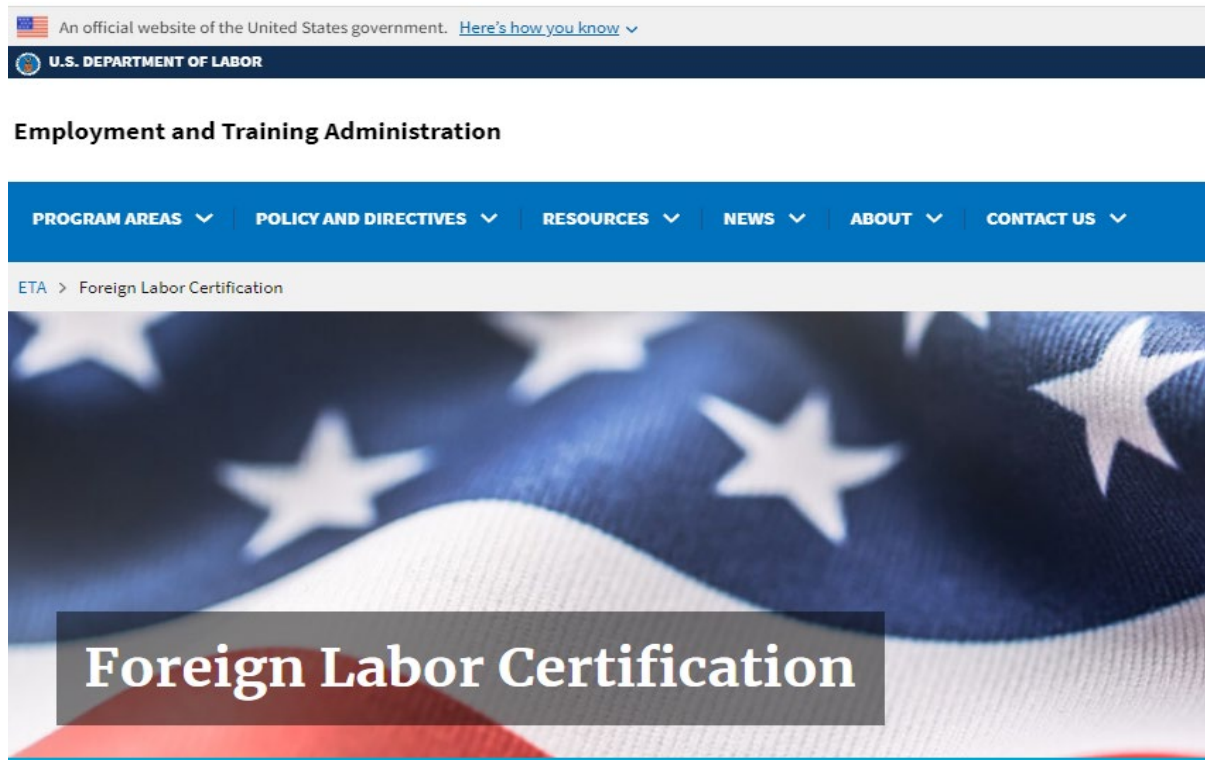 An official website of the United States government. Here's how you know
U.S. DEPARTMENT OF LABOR
Employment and Training Administration
PROGRAM AREAS POLICY AND DIRECTIVES RESOURCES NEWS ABOUT CONTACT US
ETA > Foreign Labor Certification
Foreign Labor Certification